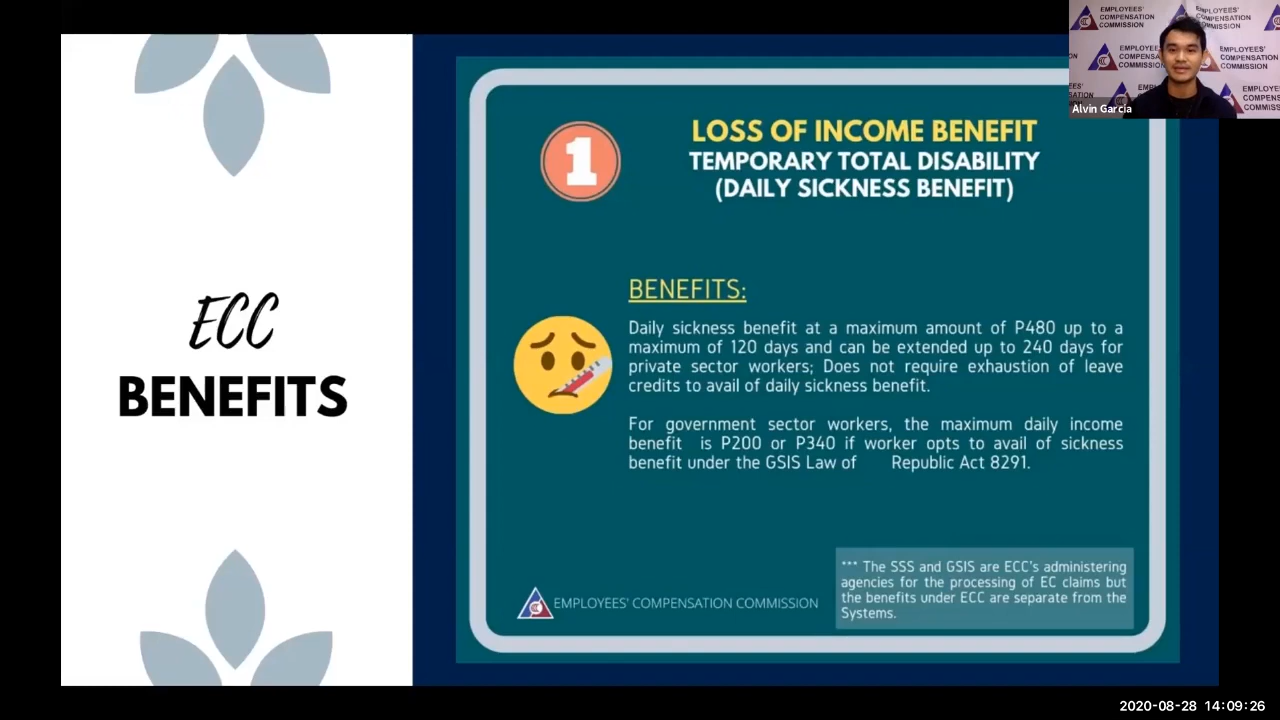 ECC
BENEFITS
1
LOSS OF INCOME BENEFIT
TEMPORARY TOTAL DISABILITY
(DAILY SICKNESS BENEFIT)
BENEFITS:
Daily sickness benefit at a maximum amount of P480 up to a
maximum of 120 days and can be extended up to 240 days for
private sector workers; Does not require exhaustion of leave
credits to avail of daily sickness benefit.
For government sector workers, the maximum daily income
benefit is P200 or P340 if worker opts to avail of sickness
benefit under the GSIS Law of Republic Act 8291.
*** The SSS and GSIS are ECC's administering
agencies for the processing of EC claims but
the benefits under ECC are separate from the
Systems.
EMPLOYEES' COMPENSATION COMMISSION
EMPLOYEES'
COMPENSATION
COMMISSION
Alvin Garcia
2020-08-28 14:09:26